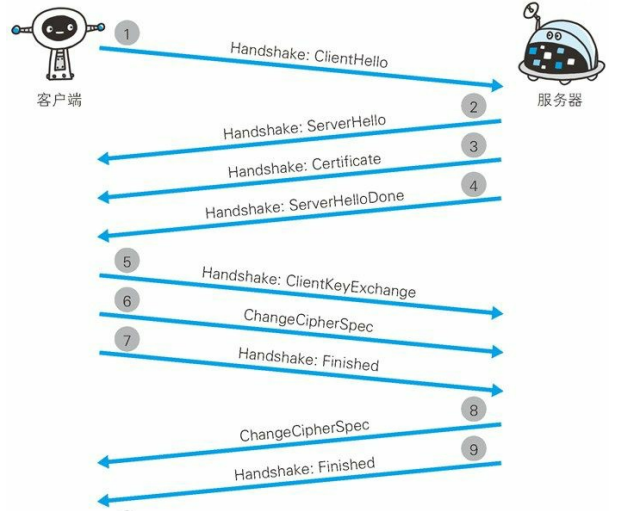 1
Handshake: ClientHello
客户端
服务器
2
Handshake: ServerHello
3
Handshake: Certificate
4
Handshake: ServerHelloDone
5
Handshake: ClientKeyExchange
6
ChangeCipherSpec
7
Handshake: Finished
8
ChangeCipherSpec
9
Handshake: Finished